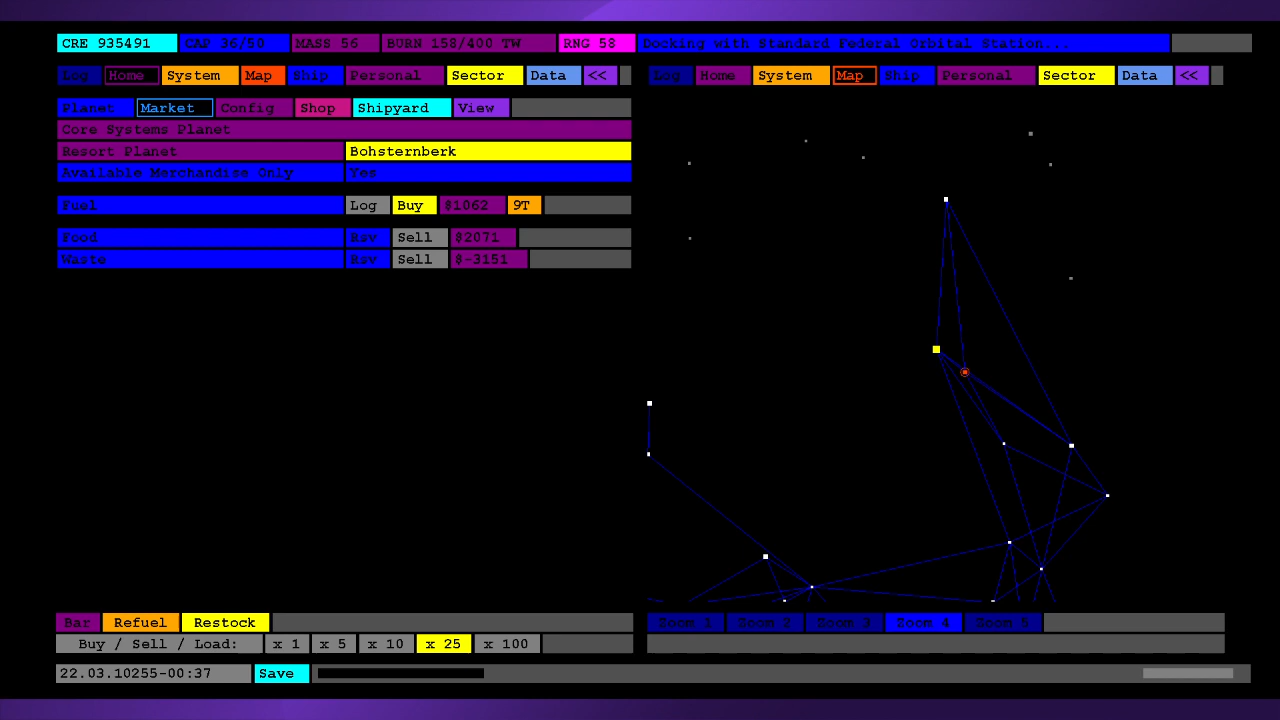 CRE 935491 CAP 36/50 MASS 56 BURN 158/400 TW RNG 58 Docking with Standard Federal Orbital Station...
Log Home System Map Ship Personal Sector Data << Log Home System Map Ship Personal Sector Data <<
Planet Market Config Shop Shipyard View
Core Systems Planet
Resort Planet Bohsternberk
Available Merchandise Only Yes
Fuel Log Buy $1062 9T
Food Rsv Sell $2071
Waste Rsv Sell $-3151
Bar Refuel Restock Zoom 1 Zoom 2 Zoom 3 Zoom 4 Zoom 5
Buy / Sell / Load: x 1 x 5 x 10 x 25 x 100
22.03.10255-00:37 Save